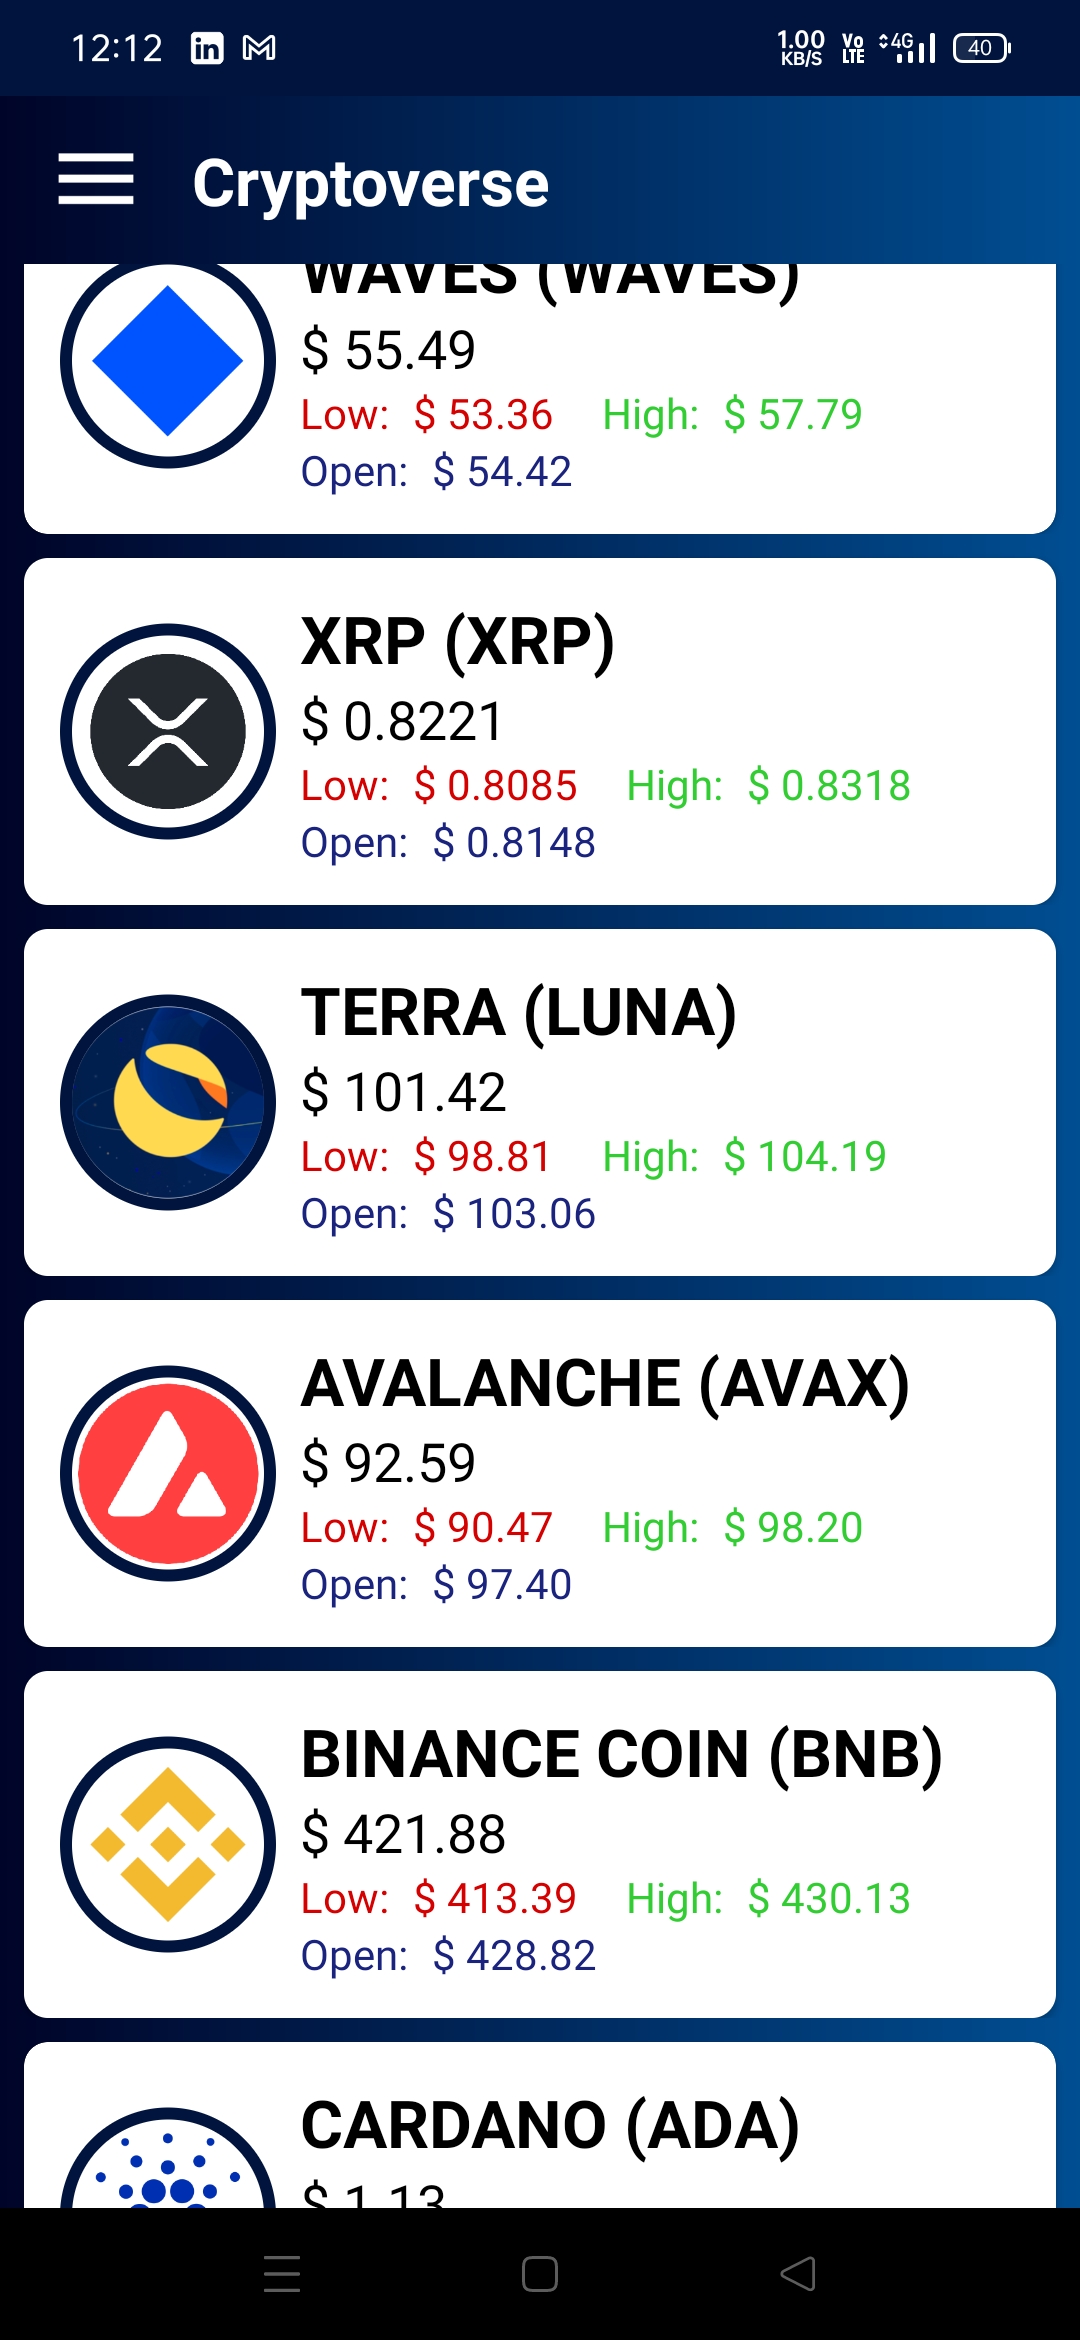 12:12
1.00 KB/S
Vo LTE
4G
40
Cryptoverse
WAVES (WAVES)
$ 55.49
Low: $ 53.36 High: $ 57.79
Open: $ 54.42
XRP (XRP)
$ 0.8221
Low: $ 0.8085 High: $ 0.8318
Open: $ 0.8148
TERRA (LUNA)
$ 101.42
Low: $ 98.81 High: $ 104.19
Open: $ 103.06
AVALANCHE (AVAX)
$ 92.59
Low: $ 90.47 High: $ 98.20
Open: $ 97.40
BINANCE COIN (BNB)
$ 421.88
Low: $ 413.39 High: $ 430.13
Open: $ 428.82
CARDANO (ADA)
$ 1.13